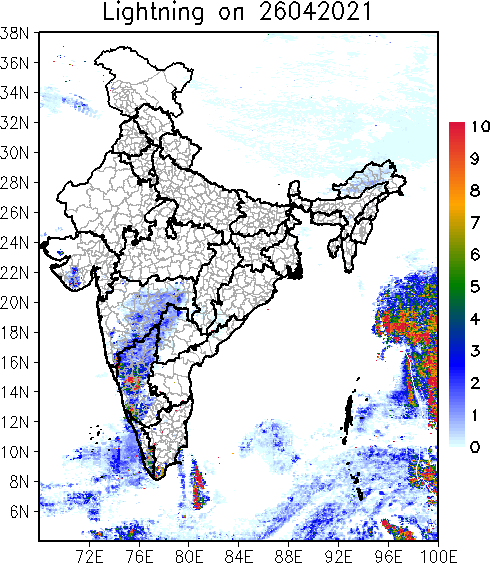 Lightning on 26042021
38N
36N
34N
32N
30N
28N
26N
24N
22N
20N
18N
16N
14N
12N
10N
8N
6N
72E 76E 80E 84E 88E 92E 96E 100E
10
9
8
7
6
5
4
3
2
1
0